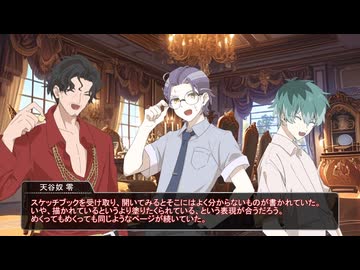 天谷奴 零
スケッチブックを受け取り、開いてみるとそこにはよく分からないものが書かれていた。
いや、描かれているというより塗りたくられている、という表現が合うだろう。
めくってもめくっても同じようなページが続いていた。